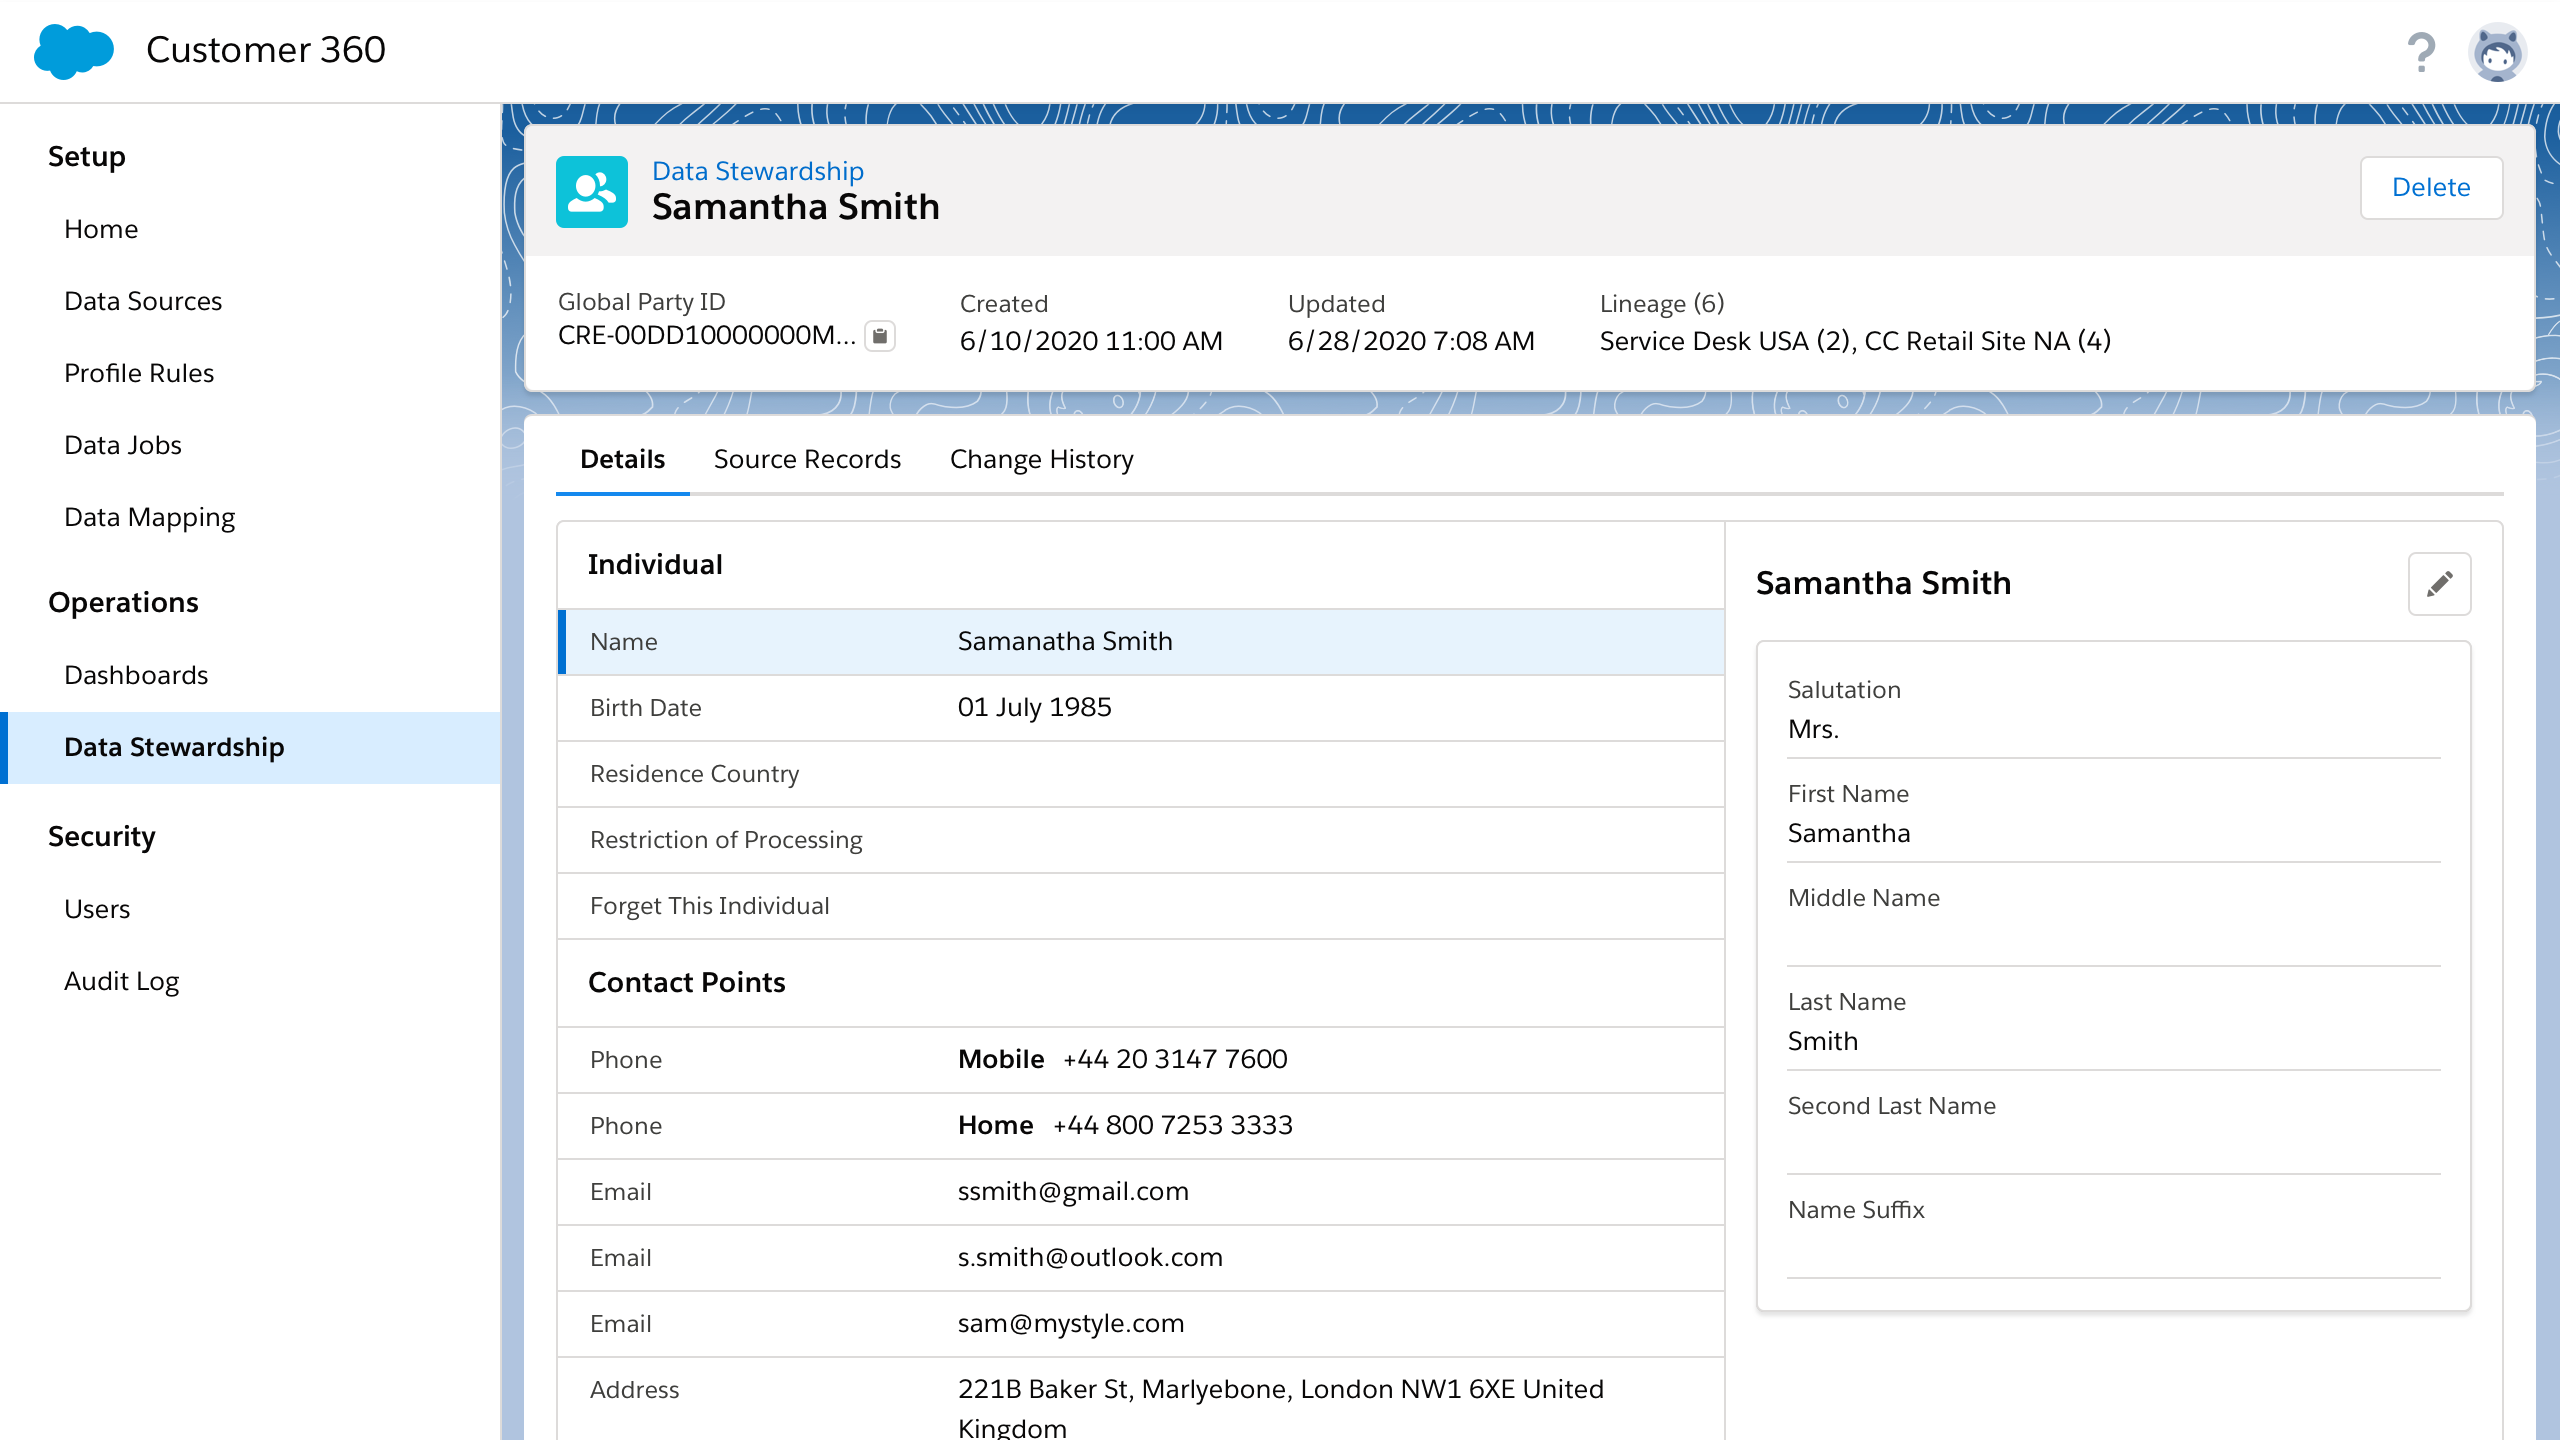 Customer 360
?
Setup
Home
Data Sources
Profile Rules
Data Jobs
Data Mapping
Operations
Dashboards
Data Stewardship
Security
Users
Audit Log
Data Stewardship
Samantha Smith
Delete
Global Party ID
CRE-00DD10000000M...
Created
6/10/2020 11:00 AM
Updated
6/28/2020 7:08 AM
Lineage (6)
Service Desk USA (2), CC Retail Site NA (4)
Details
Source Records
Change History
Individual
Name
Samanatha Smith
Birth Date
01 July 1985
Residence Country
Restriction of Processing
Forget This Individual
Contact Points
Phone
Mobile +44 20 3147 7600
Phone
Home +44 800 7253 3333
Email
ssmith@gmail.com
Email
s.smith@outlook.com
Email
sam@mystyle.com
Address
221B Baker St, Marlyebone, London NW1 6XE United
Kingdom
Samantha Smith
Salutation
Mrs.
First Name
Samantha
Middle Name
Last Name
Smith
Second Last Name
Name Suffix